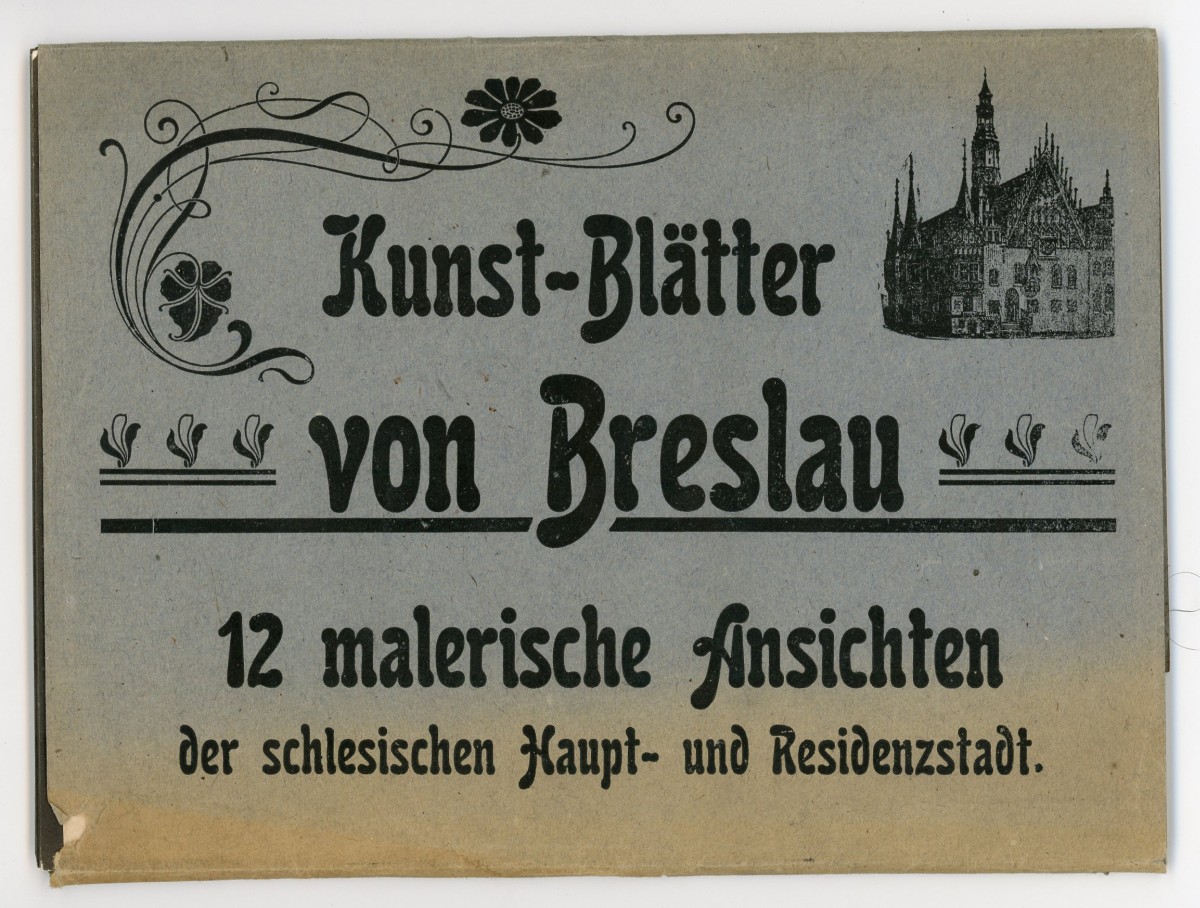 Kunst-Blätter
von Breslau
12 malerische Ansichten
der schlesischen Haupt- und Residenzstadt.